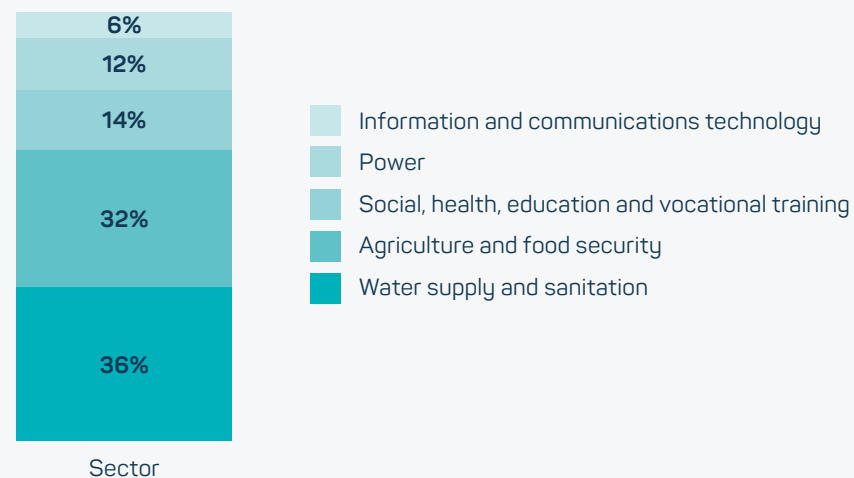 6%
12%
14%
32%
36%
Sector
Information and communications technology
Power
Social, health, education and vocational training
Agriculture and food security
Water supply and sanitation